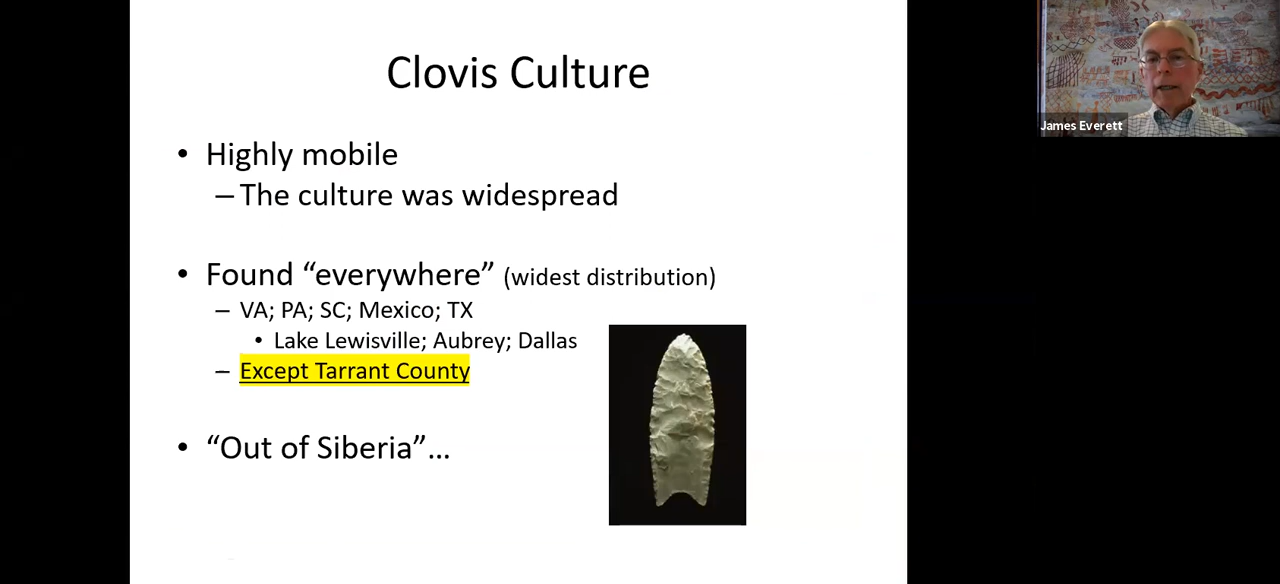 Clovis Culture
• Highly mobile
– The culture was widespread
• Found “everywhere” (widest distribution)
– VA; PA; SC; Mexico; TX
• Lake Lewisville; Aubrey; Dallas
– Except Tarrant County
• “Out of Siberia”…
James Everett